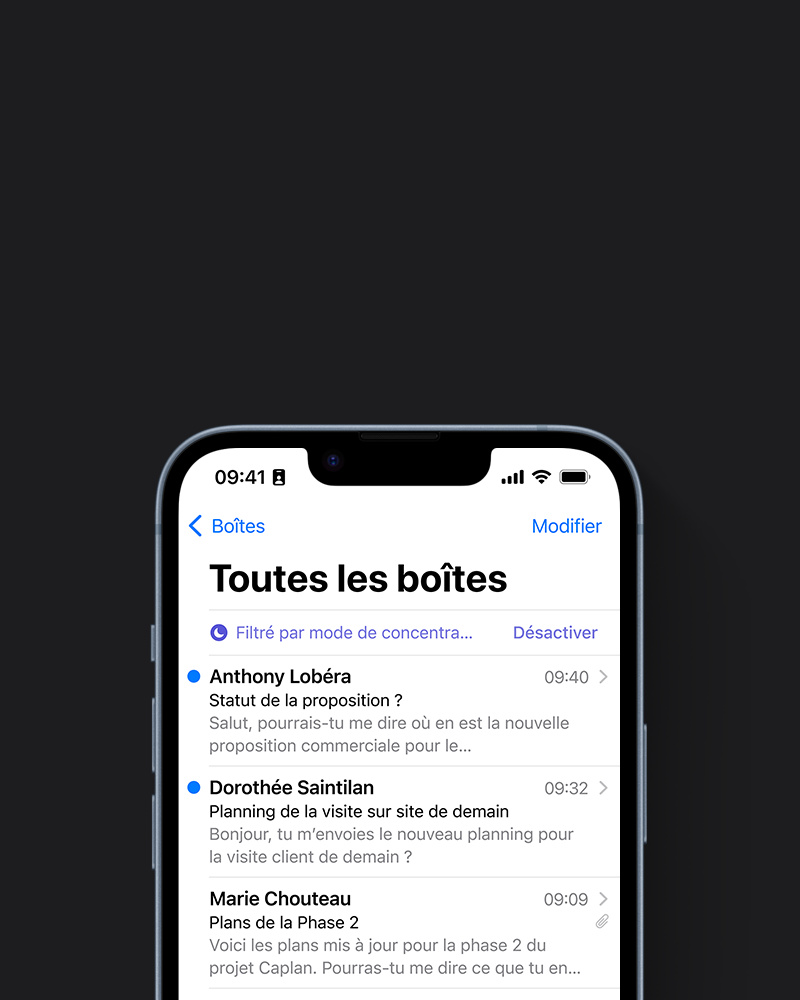 09:41
Boîtes
Modifier
Toutes les boîtes
Filtré par mode de concentra...
Désactiver
Anthony Lobéra
09:40
Statut de la proposition ?
Salut, pourrais-tu me dire où en est la nouvelle
proposition commerciale pour le...
Dorothée Saintilan
09:32
Planning de la visite sur site de demain
Bonjour, tu m’envoies le nouveau planning pour
la visite client de demain ?
Marie Chouteau
09:09
Plans de la Phase 2
Voici les plans mis à jour pour la phase 2 du
projet Caplan. Pourras-tu me dire ce que tu en...